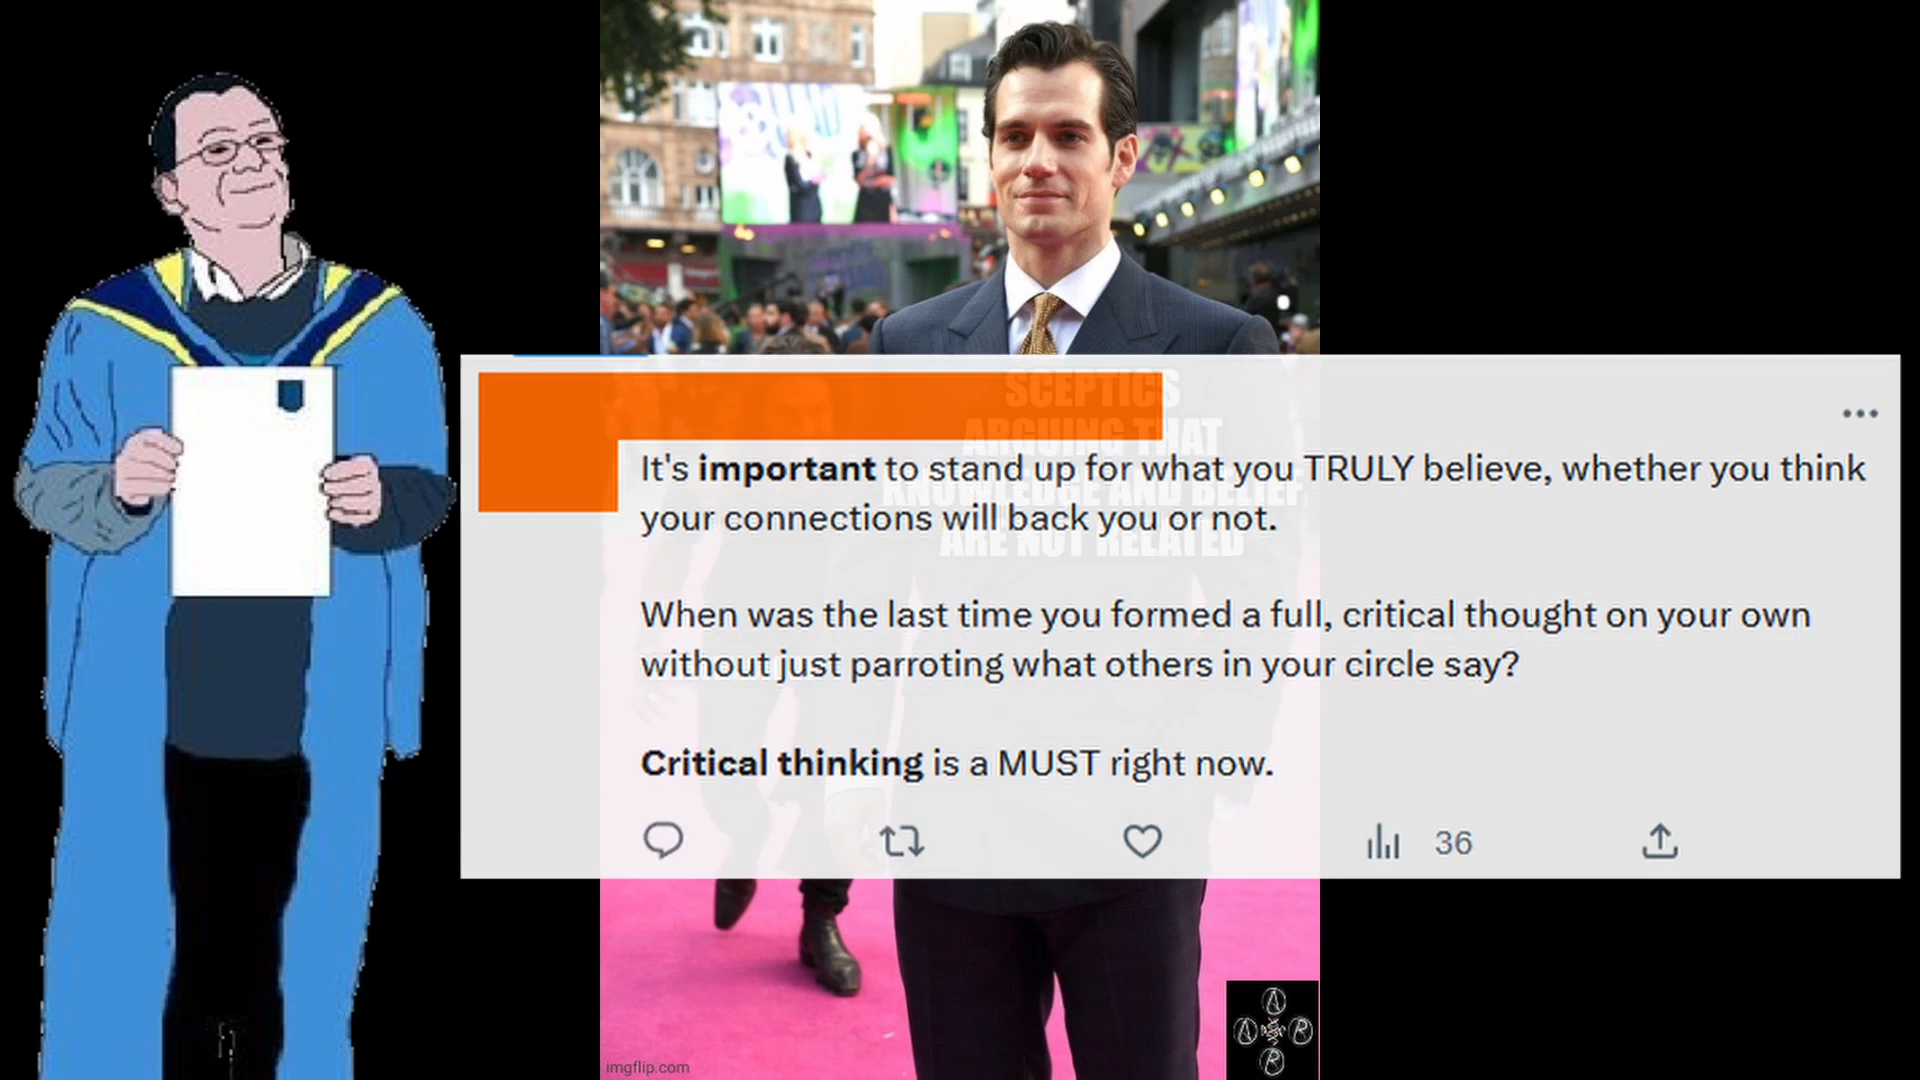 SCEPTICS
ARGUING THAT
KNOWLEDGE AND BELIEF
ARE NOT RELATED
It's important to stand up for what you TRULY believe, whether you think
your connections will back you or not.
When was the last time you formed a full, critical thought on your own
without just parroting what others in your circle say?
Critical thinking is a MUST right now.
36
imgflip.com
A
A R
R